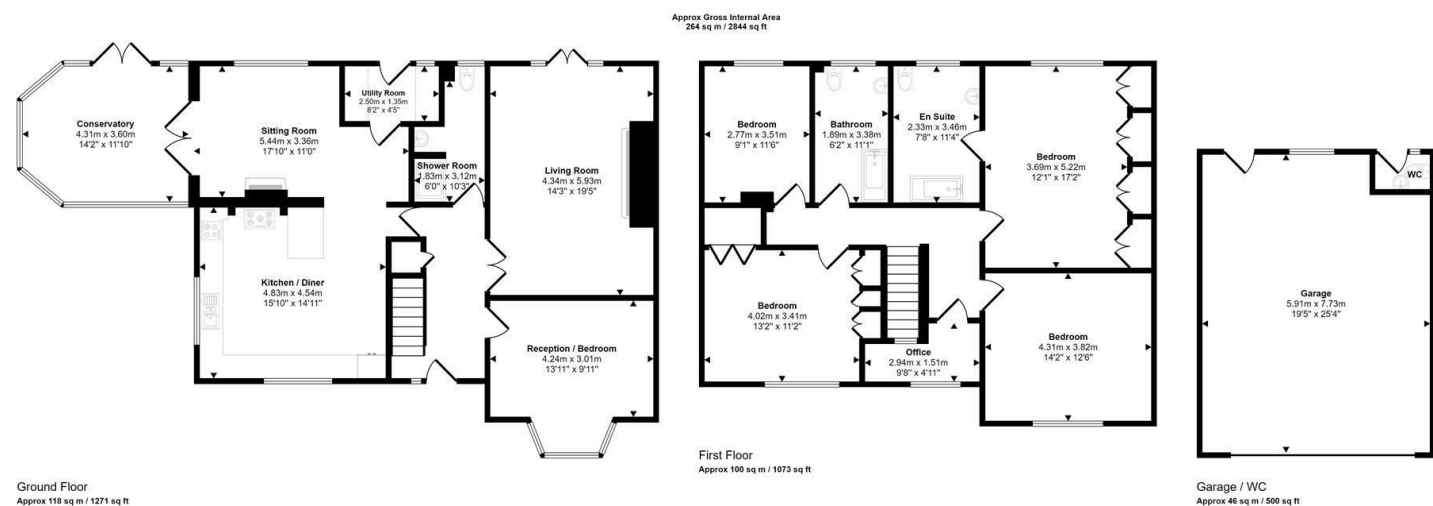 Approx Gross Internal Area
264 sq m / 2844 sq ft
Conservatory
4.31m x 3.60m
14'2" x 11'10"
Sitting Room
5.44m x 3.36m
17'10" x 11'0"
Utility Room
2.50m x 1.35m
8'2" x 4'5"
Shower Room
1.83m x 3.12m
6'0" x 10'3"
Living Room
4.34m x 5.93m
14'3" x 19'5"
Kitchen / Diner
4.83m x 4.54m
15'10" x 14'11"
Reception / Bedroom
4.24m x 3.01m
13'11" x 9'11"
Ground Floor
Approx 118 sq m / 1271 sq ft
Bedroom
2.77m x 3.51m
9'1" x 11'6"
Bathroom
1.89m x 3.38m
6'2" x 11'1"
En Suite
2.33m x 3.46m
7'8" x 11'4"
Bedroom
3.69m x 5.22m
12'1" x 17'2"
Bedroom
4.02m x 3.41m
13'2" x 11'2"
Office
2.94m x 1.51m
9'8" x 4'11"
Bedroom
4.31m x 3.82m
14'2" x 12'6"
First Floor
Approx 100 sq m / 1073 sq ft
WC
Garage
5.91m x 7.73m
19'5" x 25'4"
Garage / WC
Approx 46 sq m / 500 sq ft